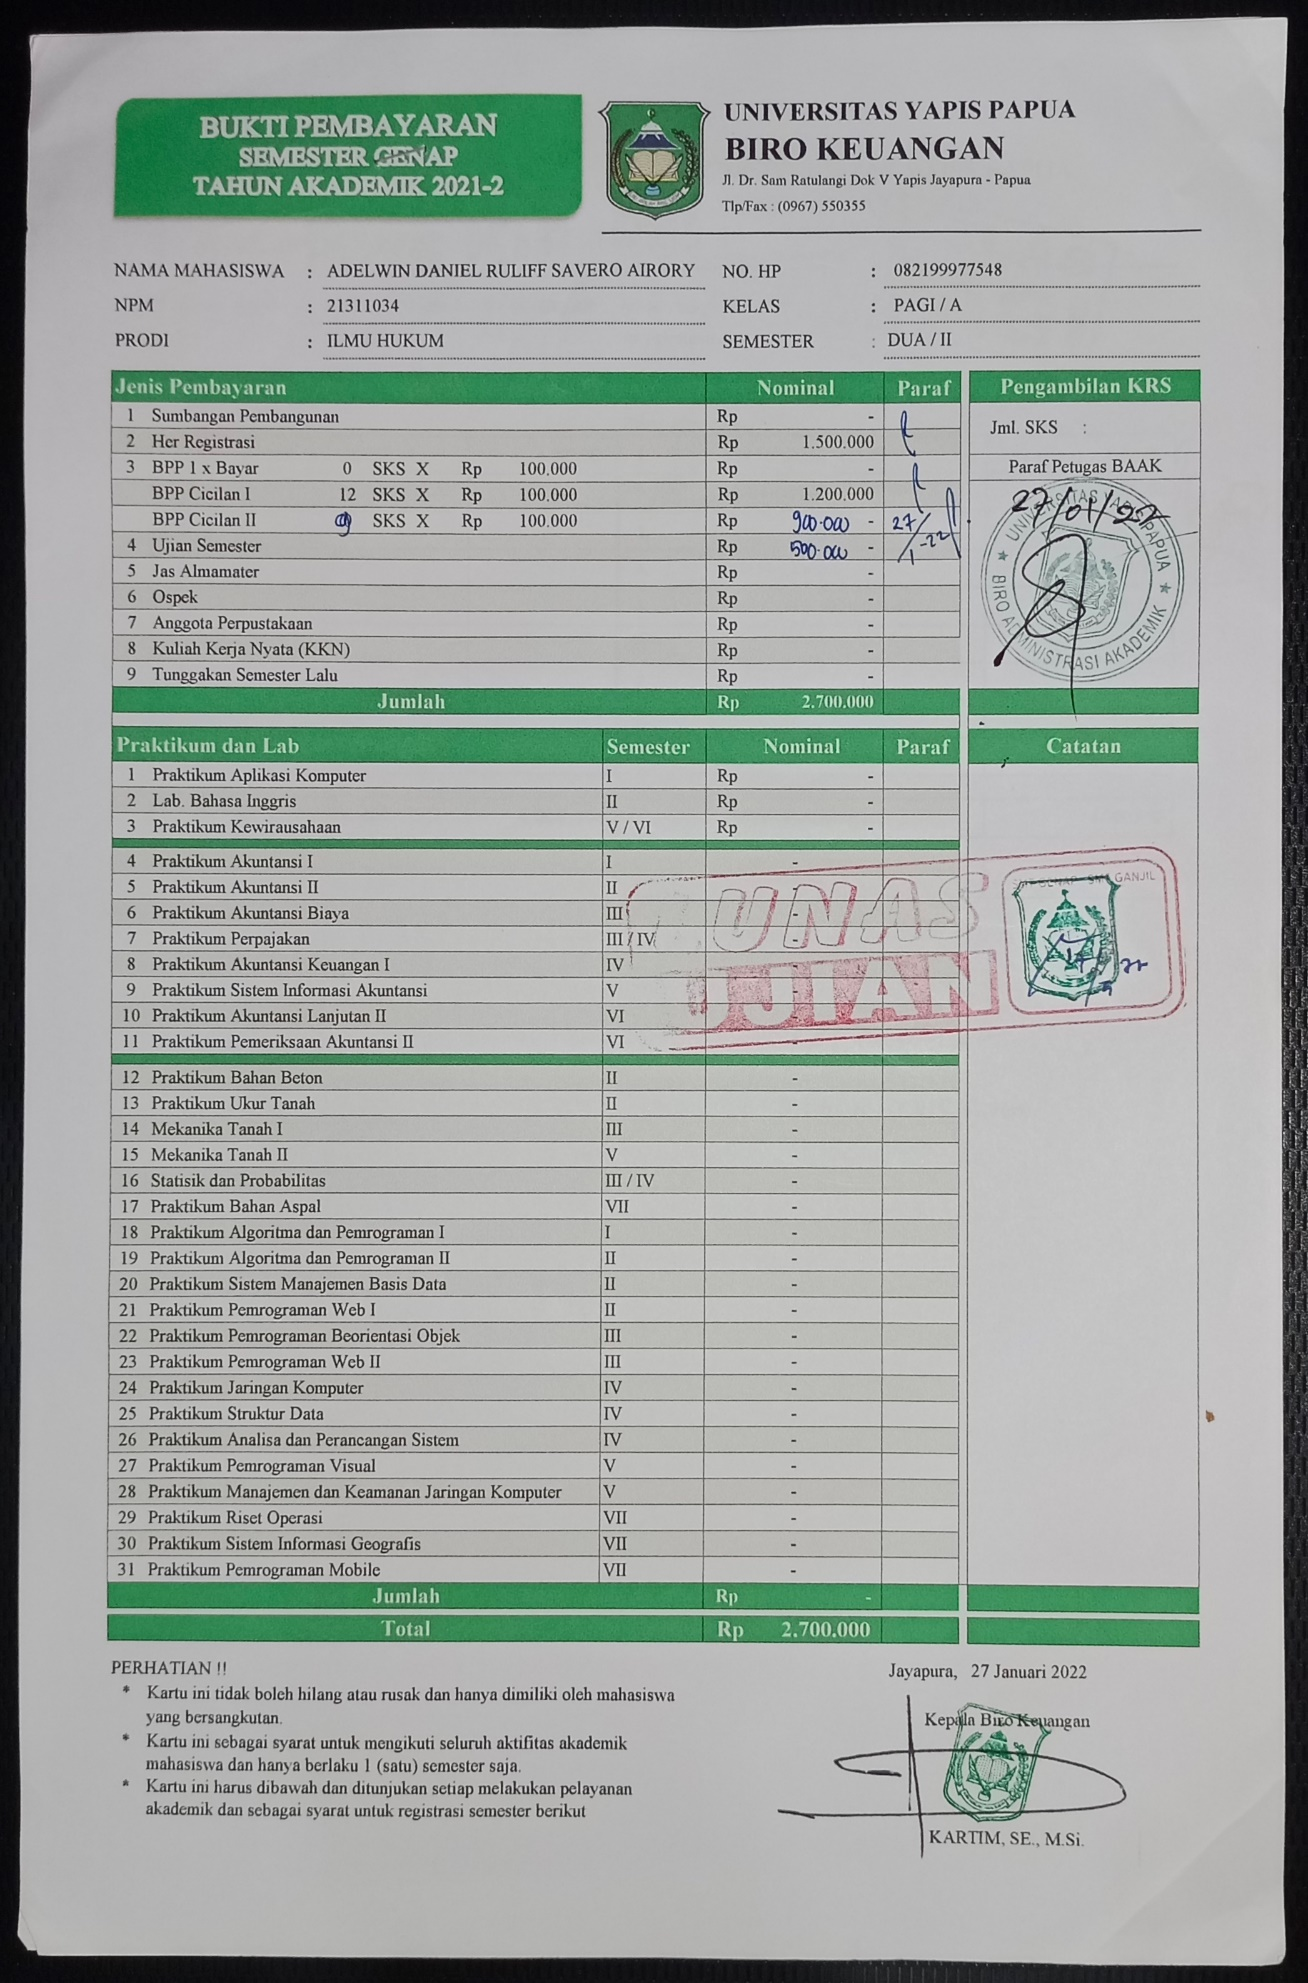 BUKTI PEMBAYARAN
SEMESTER GENAP
TAHUN AKADEMIK 2021-2
UNIVERSITAS YAPIS PAPUA
BIRO KEUANGAN
Jl. Dr. Sam Ratulangi Dok V Yapis Jayapura - Papua
Tlp/Fax : (0967) 550355
NAMA MAHASISWA : ADELWIN DANIEL RULIFF SAVERO AIRORY NO. HP : 082199977548
NPM : 21311034 KELAS : PAGI / A
PRODI : ILMU HUKUM SEMESTER : DUA / II
Jenis Pembayaran Nominal Paraf Pengambilan KRS
1 Sumbangan Pembangunan Rp -
Jml. SKS :
2 Her Registrasi Rp 1.500.000
3 BPP 1 x Bayar 0 SKS X Rp 100.000 Rp - Paraf Petugas BAAK
BPP Cicilan I 12 SKS X Rp 100.000 Rp 1.200.000
27/01/22
BPP Cicilan II SKS X Rp 100.000 Rp 900.000 - 27/1-22
4 Ujian Semester Rp 500.000 -
UNIVERSITAS YAPIS PAPUA
BIRO ADMINISTRASI AKADEMIK
5 Jas Almamater Rp -
6 Ospek Rp -
7 Anggota Perpustakaan Rp -
8 Kuliah Kerja Nyata (KKN) Rp -
9 Tunggakan Semester Lalu Rp -
Jumlah Rp 2.700.000
Praktikum dan Lab Semester Nominal Paraf Catatan
1 Praktikum Aplikasi Komputer I Rp -
2 Lab. Bahasa Inggris II Rp -
3 Praktikum Kewirausahaan V / VI Rp -
4 Praktikum Akuntansi I I -
5 Praktikum Akuntansi II II -
6 Praktikum Akuntansi Biaya III -
7 Praktikum Perpajakan III / IV -
8 Praktikum Akuntansi Keuangan I IV -
9 Praktikum Sistem Informasi Akuntansi V -
10 Praktikum Akuntansi Lanjutan II VI -
11 Praktikum Pemeriksaan Akuntansi II VI -
LUNAS
UJIAN
GANJIL
12 Praktikum Bahan Beton II -
13 Praktikum Ukur Tanah II -
14 Mekanika Tanah I III -
15 Mekanika Tanah II V -
16 Statisik dan Probabilitas III / IV -
17 Praktikum Bahan Aspal VII -
18 Praktikum Algoritma dan Pemrograman I I -
19 Praktikum Algoritma dan Pemrograman II II -
20 Praktikum Sistem Manajemen Basis Data II -
21 Praktikum Pemrograman Web I II -
22 Praktikum Pemrograman Beorientasi Objek III -
23 Praktikum Pemrograman Web II III -
24 Praktikum Jaringan Komputer IV -
25 Praktikum Struktur Data IV -
26 Praktikum Analisa dan Perancangan Sistem IV -
27 Praktikum Pemrograman Visual V -
28 Praktikum Manajemen dan Keamanan Jaringan Komputer V -
29 Praktikum Riset Operasi VII -
30 Praktikum Sistem Informasi Geografis VII -
31 Praktikum Pemrograman Mobile VII -
Jumlah Rp -
Total Rp 2.700.000
PERHATIAN !!
* Kartu ini tidak boleh hilang atau rusak dan hanya dimiliki oleh mahasiswa
yang bersangkutan.
* Kartu ini sebagai syarat untuk mengikuti seluruh aktifitas akademik
mahasiswa dan hanya berlaku 1 (satu) semester saja.
* Kartu ini harus dibawah dan ditunjukan setiap melakukan pelayanan
akademik dan sebagai syarat untuk registrasi semester berikut
Jayapura, 27 Januari 2022
Kepala Biro Keuangan
KARTIM, SE., M.Si.